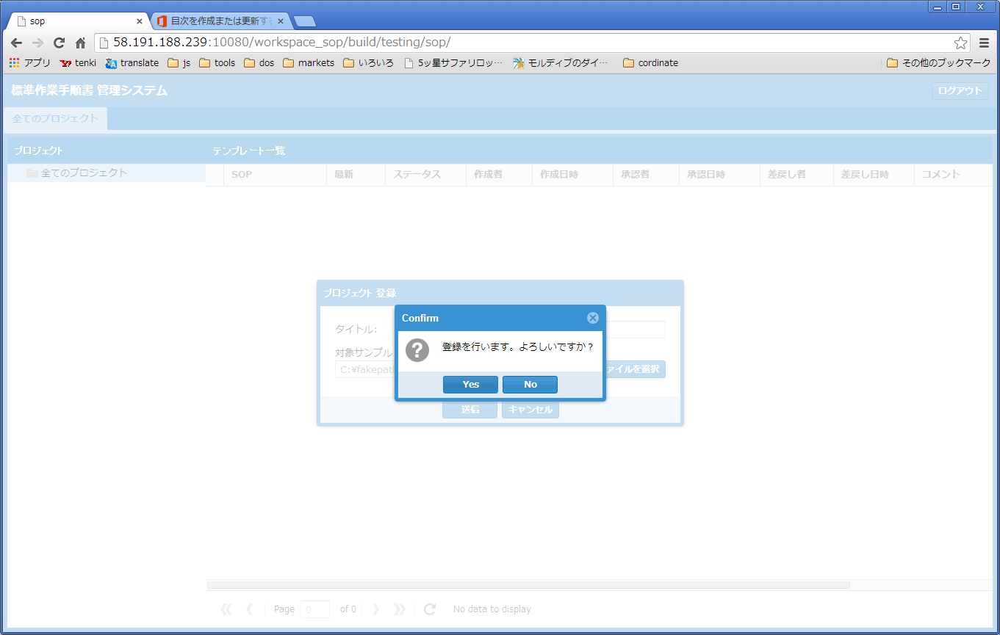 sop
目次を作成または更新する
58.191.188.239:10080/workspace_sop/build/testing/sop/
アプリ tenki translate js tools dos markets いろいろ 5ッ星サファリロッ… モルディブのダイ… cordinate その他のブックマーク
標準作業手順書 管理システム ログアウト
全てのプロジェクト
プロジェクト テンプレート一覧
全てのプロジェクト SOP 最新 ステータス 作成者 作成日時 承認者 承認日時 差戻し者 差戻し日時 コメント
プロジェクト 登録
Confirm
タイトル:
登録を行います。よろしいですか？
対象サンプル
C:¥fakepath ァイルを選択
Yes No
送信 キャンセル
Page 0 of 0 No data to display